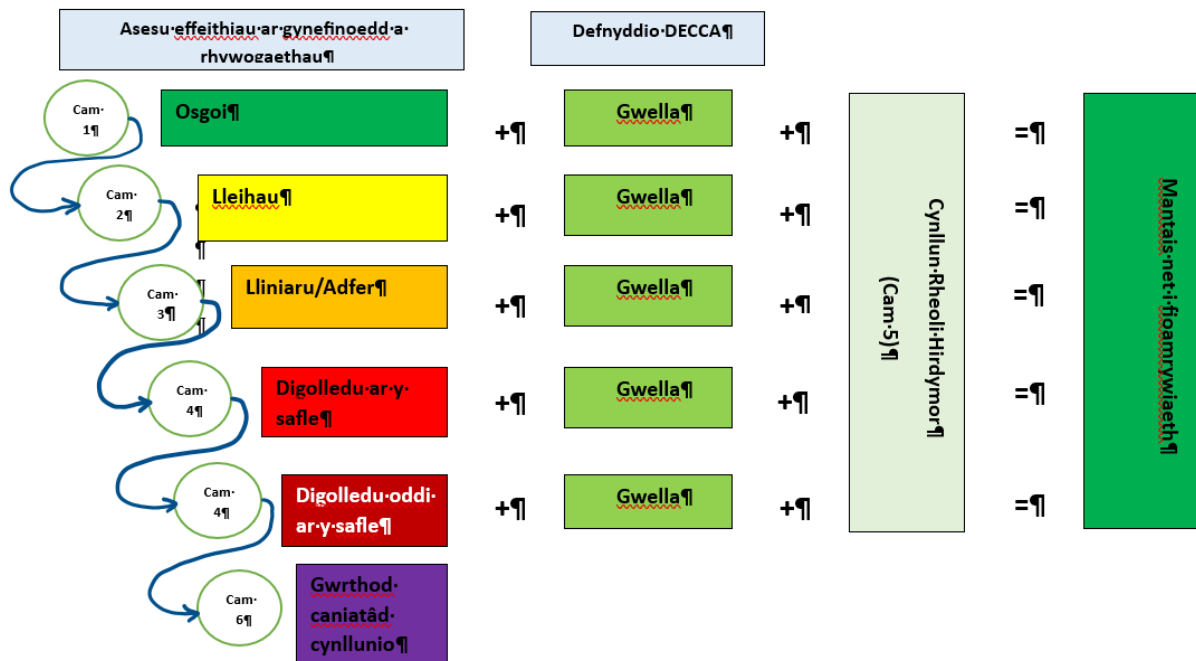 Asesu·effeithiau·ar·gynefinoedd·a·
rhywogaethau¶
Defnyddio·DECCA¶
Cam·
1¶
Osgoi¶
+¶
Gwella¶
+¶
=¶
Cam·
2¶
Lleihau¶
+¶
Gwella¶
+¶
=¶
¶
¶
¶
¶
Cam·
3¶
Lliniaru/Adfer¶
+¶
Gwella¶
+¶
=¶
Cam·
4¶
Digolledu·ar·y·
safle¶
+¶
Gwella¶
+¶
=¶
Cam·
4¶
Digolledu·oddi·
ar·y·safle¶
+¶
Gwella¶
+¶
=¶
Cam·
6¶
Gwrthod·
caniatâd·
cynllunio¶
Cynllun·Rheoli·Hirdymor¶
(Cam·5)¶
Mantais·net·i·fioamrywiaeth¶